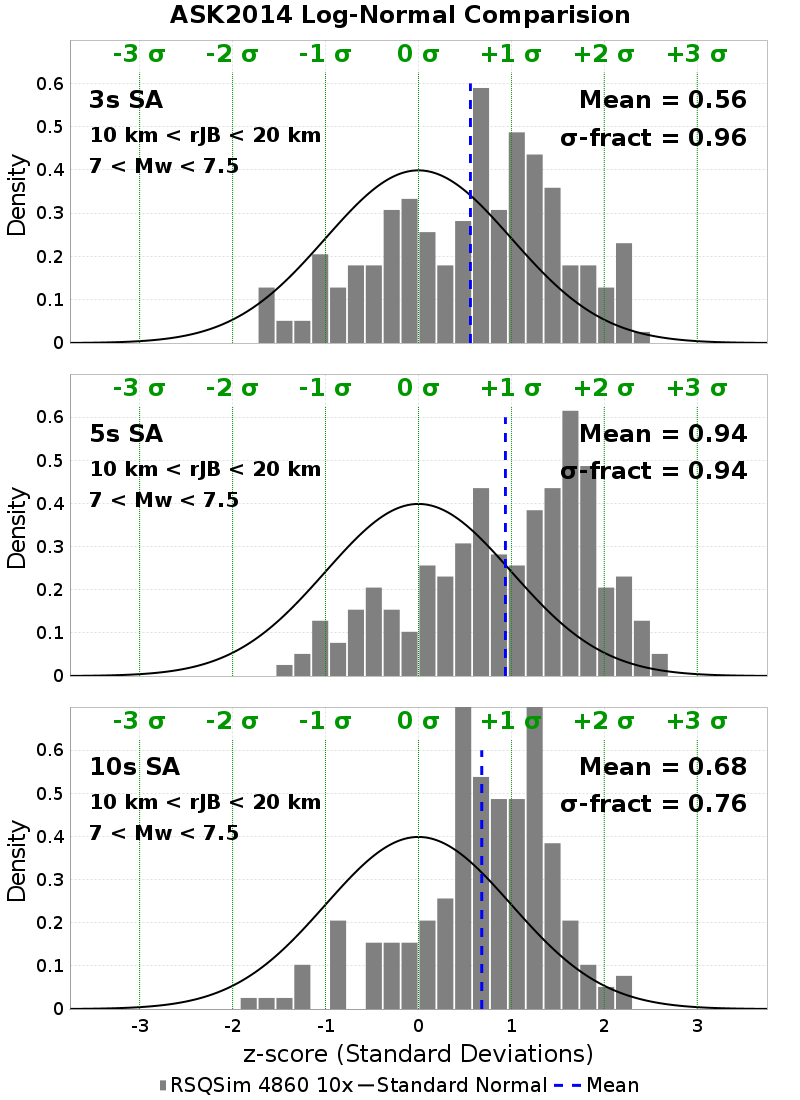 ASK2014 Log-Normal Comparision
-3 σ -2 σ -1 σ 0 σ +1 σ +2 σ +3 σ
3s SA
10 km < rJB < 20 km
7 < Mw < 7.5
Mean = 0.56
σ-fract = 0.96
0.6
0.5
0.4
0.3
0.2
0.1
0
Density
-3 σ -2 σ -1 σ 0 σ +1 σ +2 σ +3 σ
5s SA
10 km < rJB < 20 km
7 < Mw < 7.5
Mean = 0.94
σ-fract = 0.94
0.6
0.5
0.4
0.3
0.2
0.1
0
Density
-3 σ -2 σ -1 σ 0 σ +1 σ +2 σ +3 σ
10s SA
10 km < rJB < 20 km
7 < Mw < 7.5
Mean = 0.68
σ-fract = 0.76
0.6
0.5
0.4
0.3
0.2
0.1
0
Density
-3 -2 -1 0 1 2 3
z-score (Standard Deviations)
RSQSim 4860 10x Standard Normal Mean